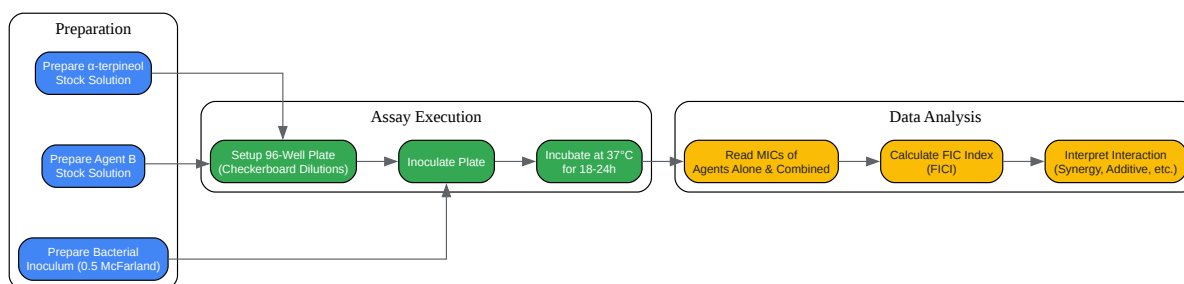 Preparation
Prepare α-terpineol
Stock Solution
Prepare Agent B
Stock Solution
Prepare Bacterial
Inoculum (0.5 McFarland)
Assay Execution
Setup 96-Well Plate
(Checkerboard Dilutions)
Inoculate Plate
Incubate at 37°C
for 18-24h
Data Analysis
Read MICs of
Agents Alone & Combined
Calculate FIC Index
(FICI)
Interpret Interaction
(Synergy, Additive, etc.)